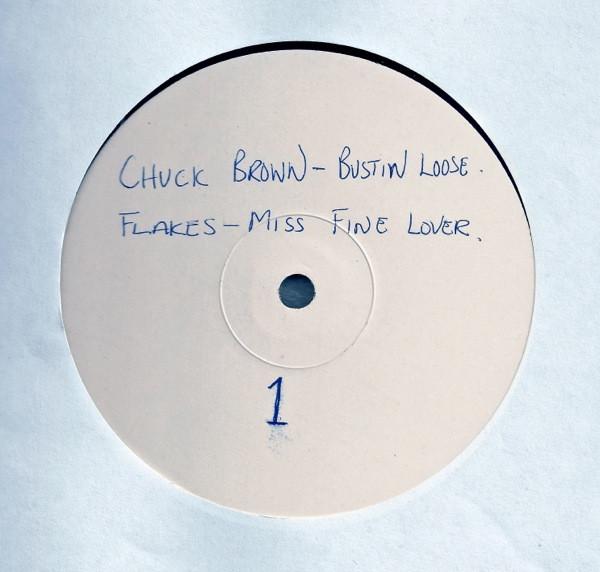 CHUCK BROWN - BUSTIN LOOSE.
FLAKES - MISS FINE LOVER.
1